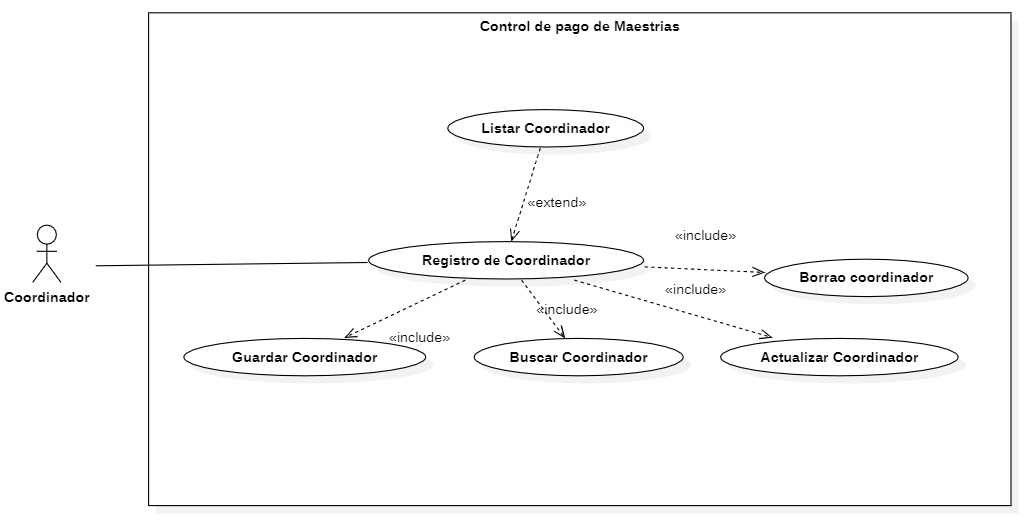 Control de pago de Maestrias
Listar Coordinador
«extend»
«include»
Registro de Coordinador
Borrao coordinador
«include»
Coordinador
«include»
«include»
Guardar Coordinador
Buscar Coordinador
Actualizar Coordinador